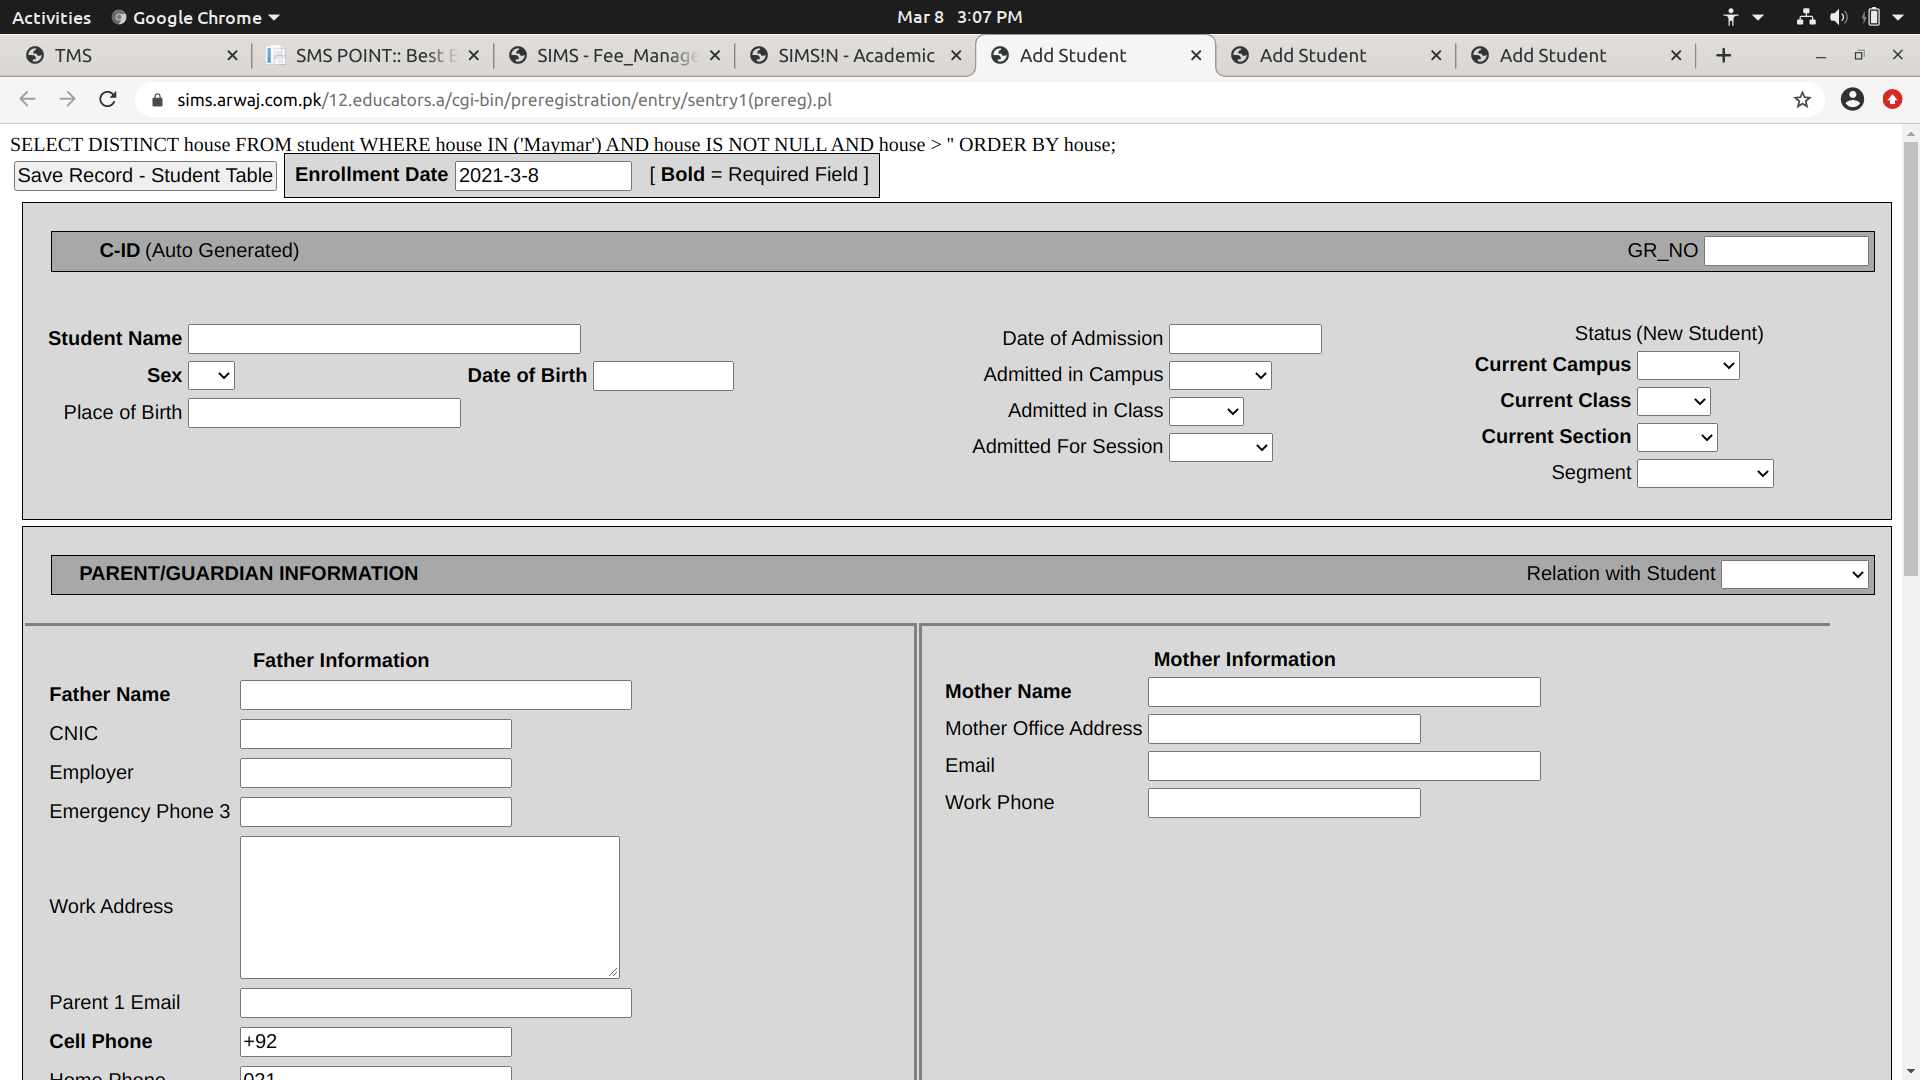 Activities Google Chrome Mar 8 3:07 PM
TMS SMS POINT:: Best E SIMS - Fee_Manage SIMS!N - Academic Add Student Add Student Add Student
sims.arwaj.com.pk/12.educators.a/cgi-bin/preregistration/entry/sentry1(prereg).pl
SELECT DISTINCT house FROM student WHERE house IN ('Maymar') AND house IS NOT NULL AND house > '' ORDER BY house;
Save Record - Student Table Enrollment Date 2021-3-8 [ Bold = Required Field ]
C-ID (Auto Generated) GR_NO
Student Name Date of Admission Status (New Student)
Sex Date of Birth Admitted in Campus Current Campus
Place of Birth Admitted in Class Current Class
Admitted For Session Current Section
Segment
PARENT/GUARDIAN INFORMATION Relation with Student
Father Information Mother Information
Father Name Mother Name
CNIC Mother Office Address
Employer Email
Emergency Phone 3 Work Phone
Work Address
Parent 1 Email
Cell Phone +92
Home Phone 021